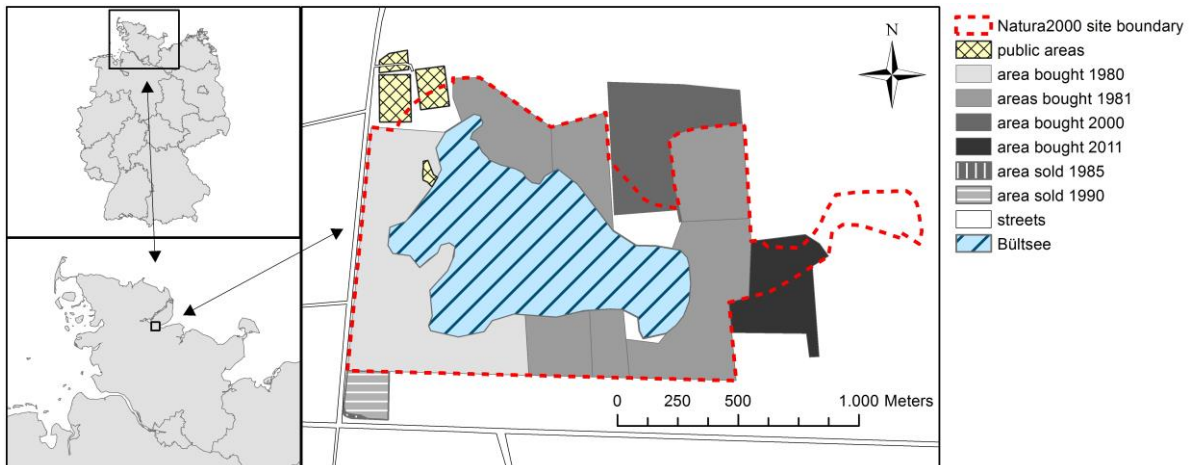 N
0 250 500 1.000 Meters
Natura2000 site boundary
public areas
area bought 1980
areas bought 1981
area bought 2000
area bought 2011
area sold 1985
area sold 1990
streets
Bültsee